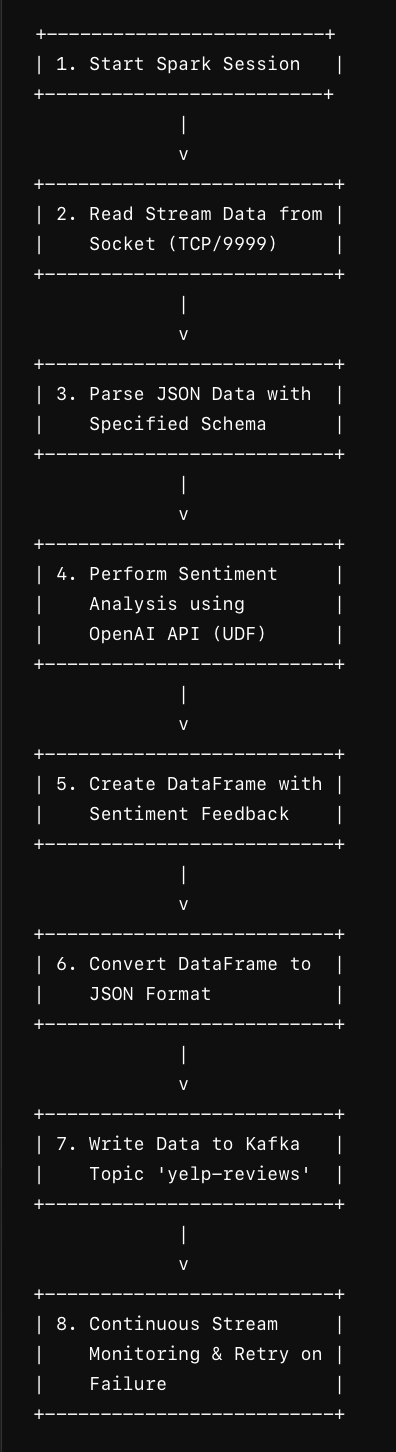 +-------------------------+
| 1. Start Spark Session   |
+-------------------------+
|
v
+--------------------------+
| 2. Read Stream Data from |
|    Socket (TCP/9999)     |
+--------------------------+
|
v
+--------------------------+
| 3. Parse JSON Data with  |
|    Specified Schema      |
+--------------------------+
|
v
+--------------------------+
| 4. Perform Sentiment     |
|    Analysis using        |
|    OpenAI API (UDF)      |
+--------------------------+
|
v
+--------------------------+
| 5. Create DataFrame with |
|    Sentiment Feedback    |
+--------------------------+
|
v
+--------------------------+
| 6. Convert DataFrame to  |
|    JSON Format           |
+--------------------------+
|
v
+--------------------------+
| 7. Write Data to Kafka   |
|    Topic 'yelp-reviews'  |
+--------------------------+
|
v
+--------------------------+
| 8. Continuous Stream     |
|    Monitoring & Retry on |
|    Failure               |
+--------------------------+